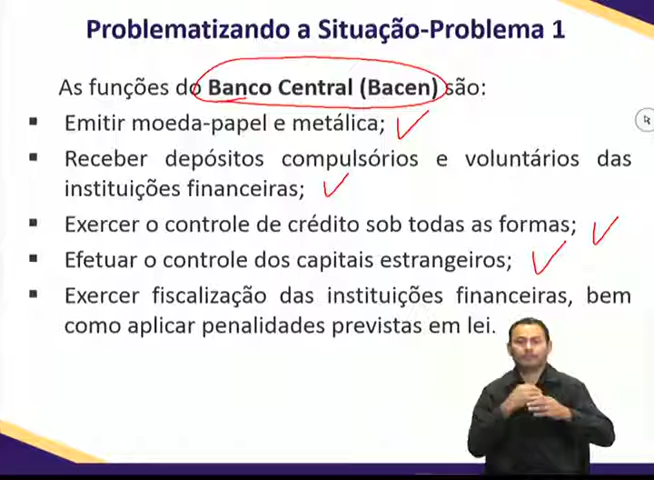 Problematizando a Situação-Problema 1
As funções do Banco Central (Bacen) são:
▪ Emitir moeda-papel e metálica;
▪ Receber depósitos compulsórios e voluntários das
instituições financeiras;
▪ Exercer o controle de crédito sob todas as formas;
▪ Efetuar o controle dos capitais estrangeiros;
▪ Exercer fiscalização das instituições financeiras, bem
como aplicar penalidades previstas em lei.